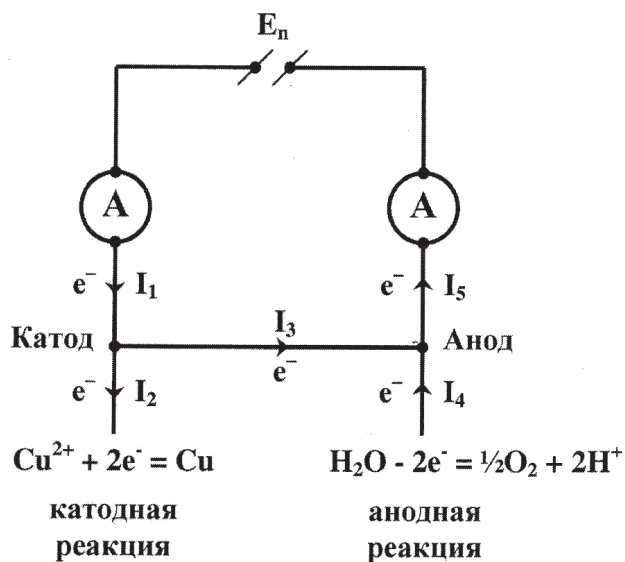 Eₙ
A A
e⁻ I₁ e⁻ I₅
I₃
Катод Анод
e⁻
e⁻ I₂ e⁻ I₄
Cu²⁺ + 2e⁻ = Cu H₂O - 2e⁻ = ½O₂ + 2H⁺
катодная анодная
реакция реакция